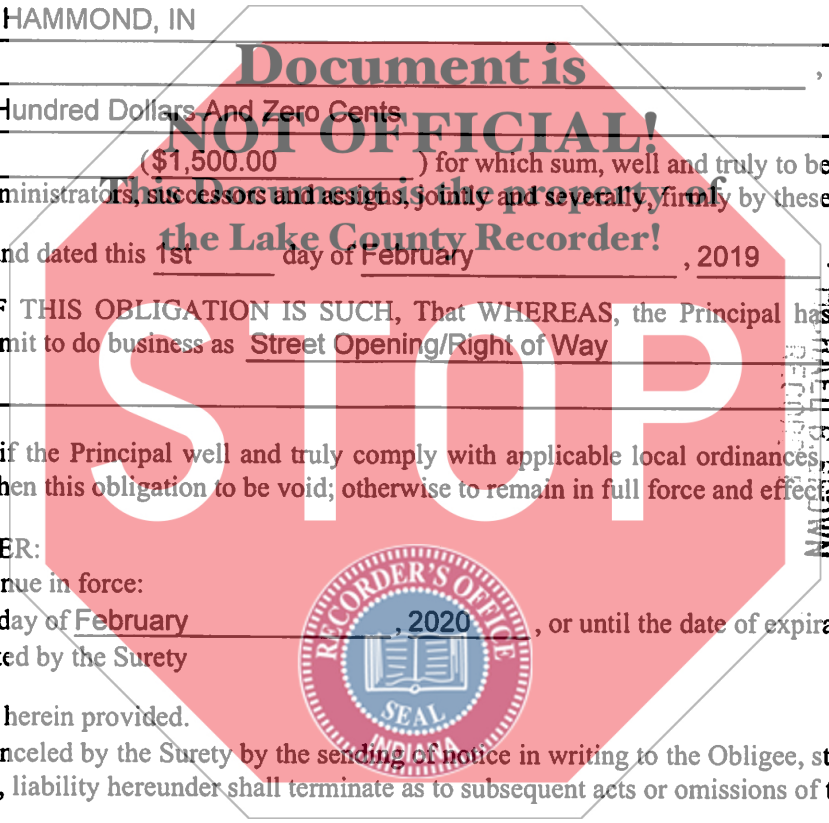 HAMMOND, IN
Document is
,
Hundred Dollars And Zero Cents
NOT OFFICIAL!
($1,500.00 ) for which sum, well and truly to be
This Document is the property of
ministrators, successors and assigns, jointly and severally, firmly by these
the Lake County Recorder!
nd dated this 1st day of February , 2019 .
F THIS OBLIGATION IS SUCH, That WHEREAS, the Principal has
mit to do business as Street Opening/Right of Way
STOP
if the Principal well and truly comply with applicable local ordinances,
hen this obligation to be void; otherwise to remain in full force and effect
ER:
nue in force:
day of February , 2020 , or until the date of expira
ed by the Surety
RECORDER'S OFFICE
SEAL
INDIANA
herein provided.
nceled by the Surety by the sending of notice in writing to the Obligee, st
, liability hereunder shall terminate as to subsequent acts or omissions of t